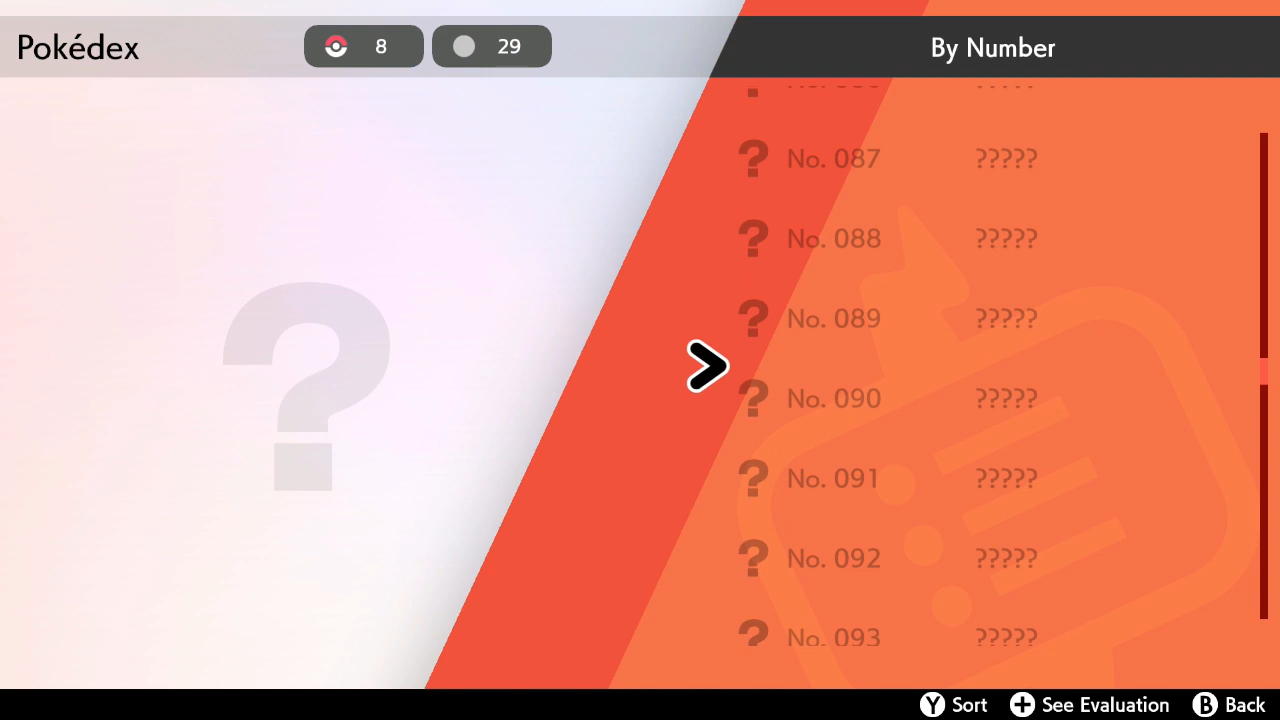 Pokédex
8
29
By Number
? No. 087 ?????
? No. 088 ?????
? No. 089 ?????
? No. 090 ?????
? No. 091 ?????
? No. 092 ?????
? No. 093 ?????
?
Y Sort + See Evaluation B Back